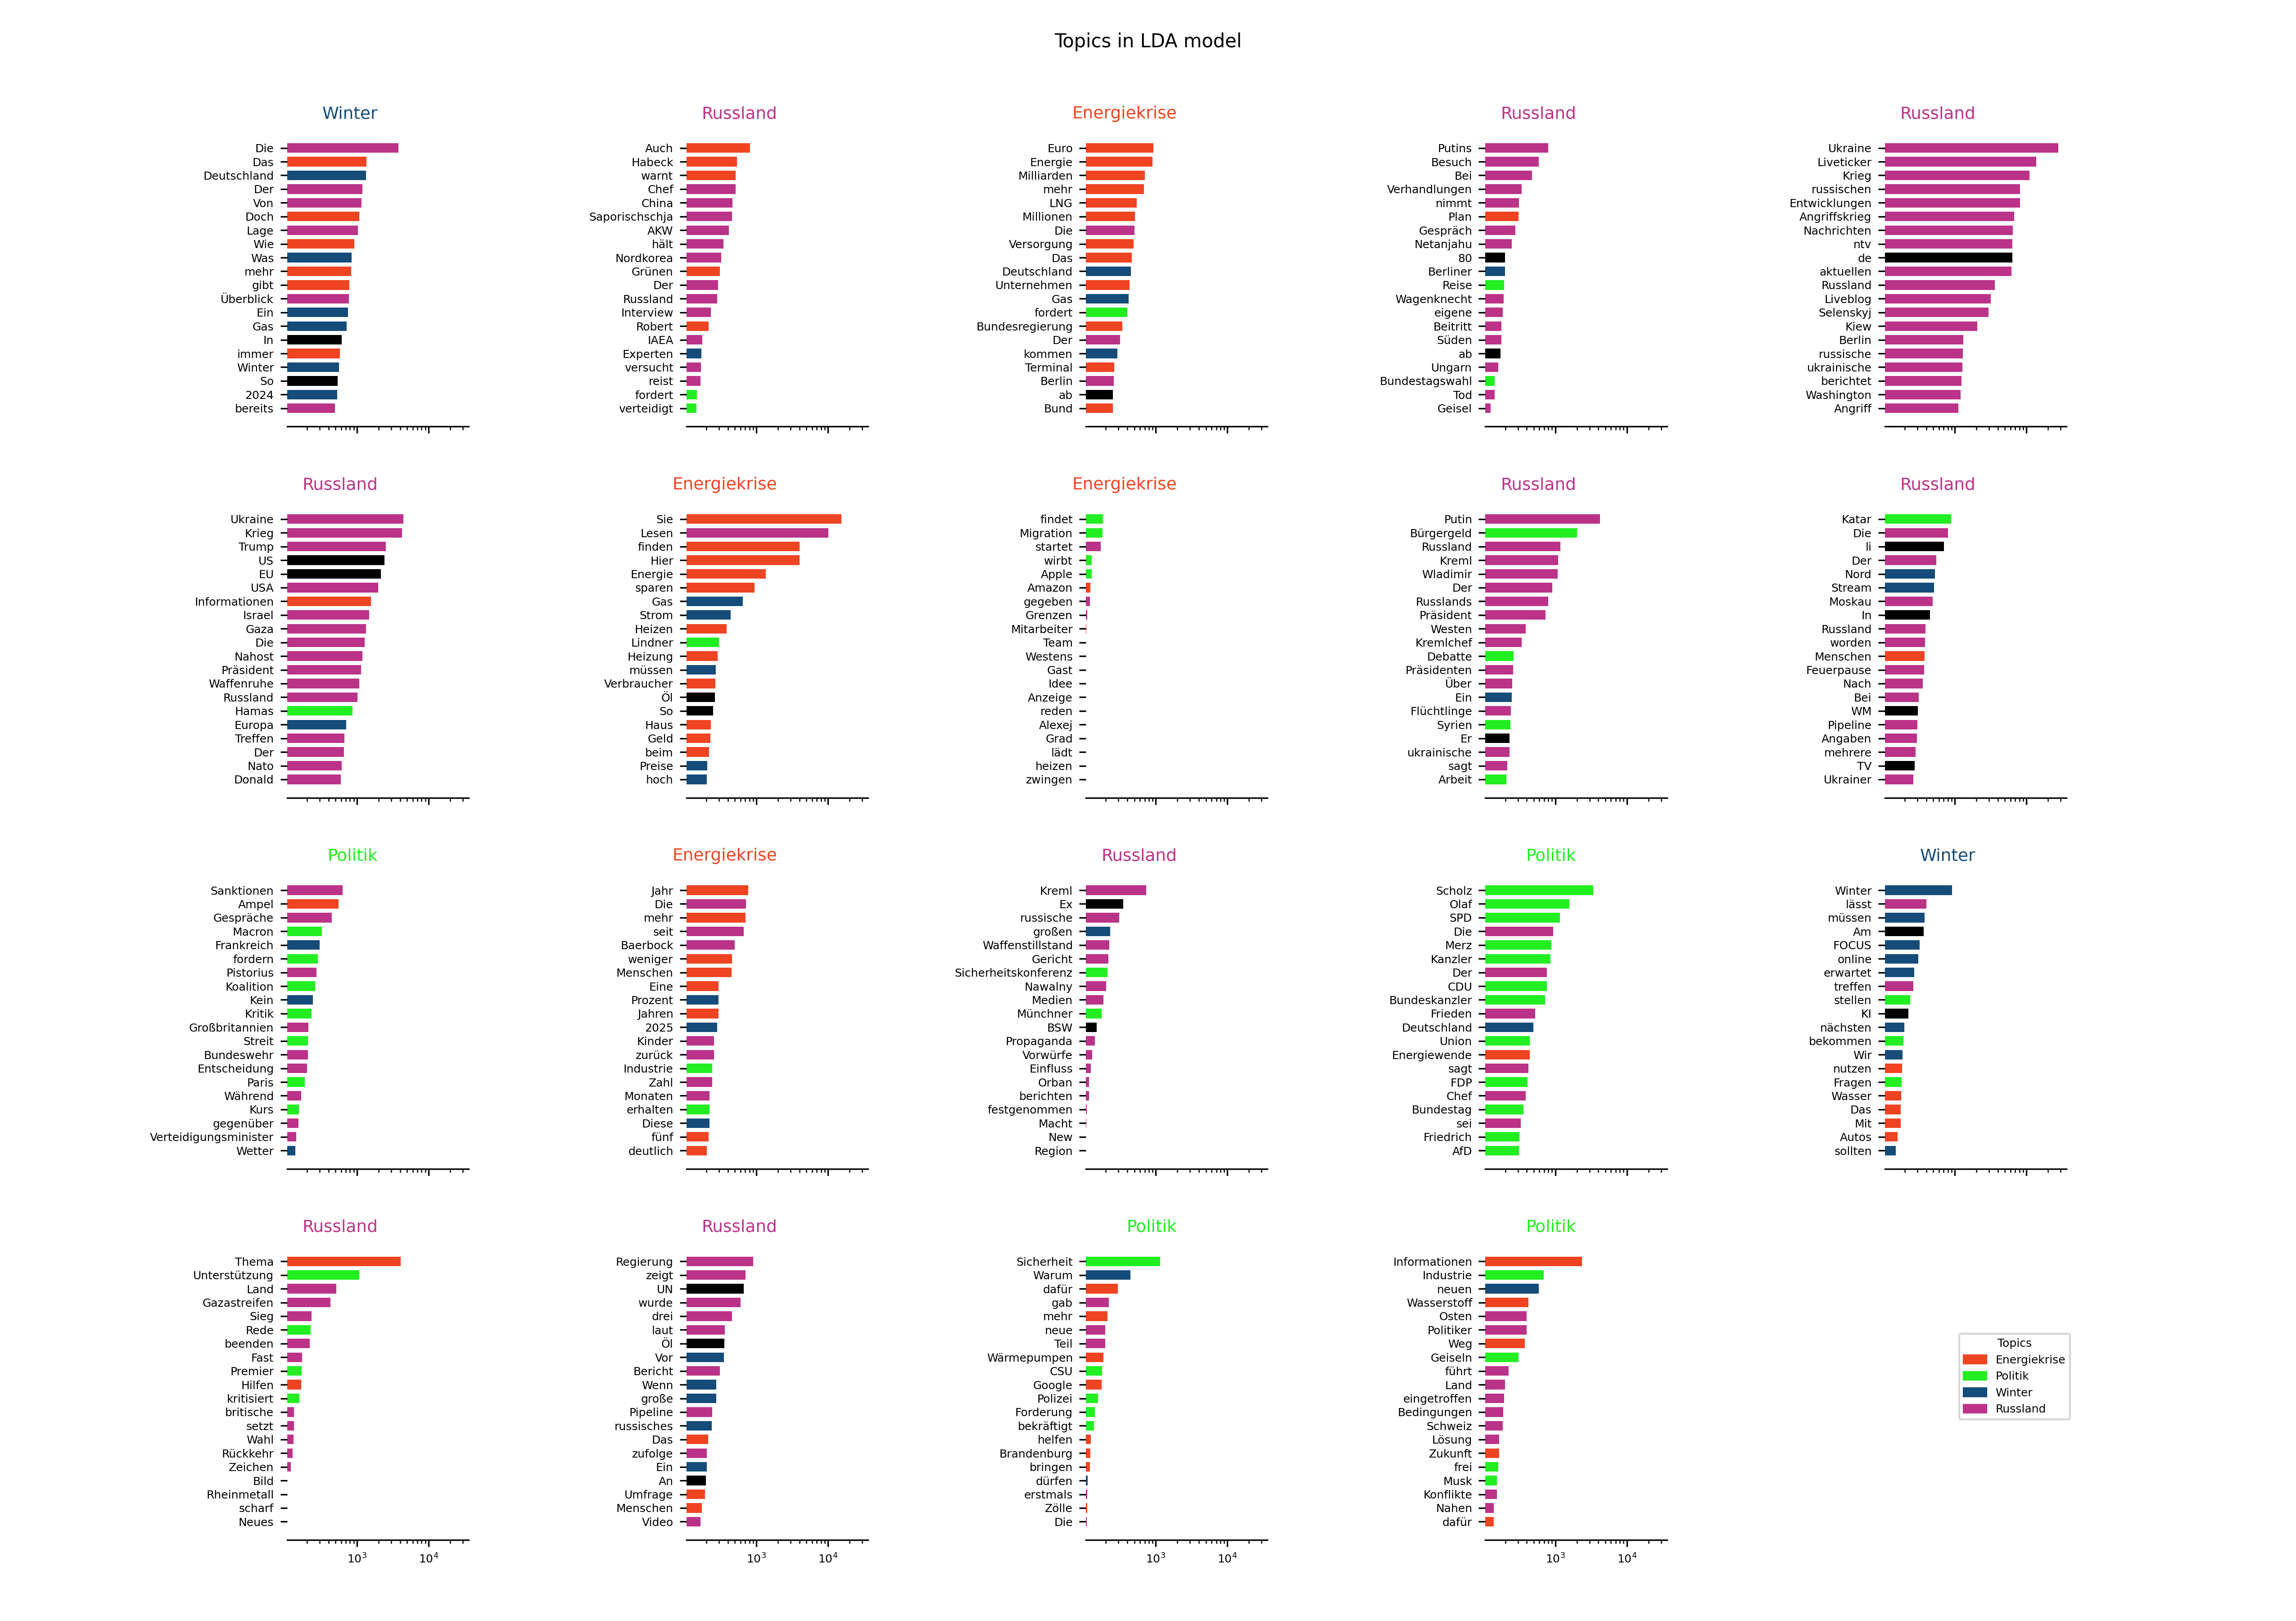 Topics in LDA model
Winter
Die
Das
Deutschland
Der
Von
Doch
Lage
Wie
Was
mehr
gibt
Überblick
Ein
Gas
In
immer
Winter
So
2024
bereits
Russland
Auch
Habeck
warnt
Chef
China
Saporischschja
AKW
hält
Nordkorea
Grünen
Der
Russland
Interview
Robert
IAEA
Experten
versucht
reist
fordert
verteidigt
Energiekrise
Euro
Energie
Milliarden
mehr
LNG
Millionen
Die
Versorgung
Das
Deutschland
Unternehmen
Gas
fordert
Bundesregierung
Der
kommen
Terminal
Berlin
ab
Bund
Russland
Putins
Besuch
Bei
Verhandlungen
nimmt
Plan
Gespräch
Netanjahu
80
Berliner
Reise
Wagenknecht
eigene
Beitritt
Süden
ab
Ungarn
Bundestagswahl
Tod
Geisel
Russland
Ukraine
Liveticker
Krieg
russischen
Entwicklungen
Angriffskrieg
Nachrichten
ntv
de
aktuellen
Russland
Liveblog
Selenskyj
Kiew
Berlin
russische
ukrainische
berichtet
Washington
Angriff
Russland
Ukraine
Krieg
Trump
US
EU
USA
Informationen
Israel
Gaza
Die
Nahost
Präsident
Waffenruhe
Russland
Hamas
Europa
Treffen
Der
Nato
Donald
Energiekrise
Sie
Lesen
finden
Hier
Energie
sparen
Gas
Strom
Heizen
Lindner
Heizung
müssen
Verbraucher
Öl
So
Haus
Geld
beim
Preise
hoch
Energiekrise
findet
Migration
startet
wirbt
Apple
Amazon
gegeben
Grenzen
Mitarbeiter
Team
Westens
Gast
Idee
Anzeige
reden
Alexej
Grad
lädt
heizen
zwingen
Russland
Putin
Bürgergeld
Russland
Kreml
Wladimir
Der
Russlands
Präsident
Westen
Kremlchef
Debatte
Präsidenten
Über
Ein
Flüchtlinge
Syrien
Er
ukrainische
sagt
Arbeit
Russland
Katar
Die
li
Der
Nord
Stream
Moskau
In
Russland
worden
Menschen
Feuerpause
Nach
Bei
WM
Pipeline
Angaben
mehrere
TV
Ukrainer
Politik
Sanktionen
Ampel
Gespräche
Macron
Frankreich
fordern
Pistorius
Koalition
Kein
Kritik
Großbritannien
Streit
Bundeswehr
Entscheidung
Paris
Während
Kurs
gegenüber
Verteidigungsminister
Wetter
Energiekrise
Jahr
Die
mehr
seit
Baerbock
weniger
Menschen
Eine
Prozent
Jahren
2025
Kinder
zurück
Industrie
Zahl
Monaten
erhalten
Diese
fünf
deutlich
Russland
Kreml
Ex
russische
großen
Waffenstillstand
Gericht
Sicherheitskonferenz
Nawalny
Medien
Münchner
BSW
Propaganda
Vorwürfe
Einfluss
Orban
berichten
festgenommen
Macht
New
Region
Politik
Scholz
Olaf
SPD
Die
Merz
Kanzler
Der
CDU
Bundeskanzler
Frieden
Deutschland
Union
Energiewende
sagt
FDP
Chef
Bundestag
sei
Friedrich
AfD
Winter
Winter
lässt
müssen
Am
FOCUS
online
erwartet
treffen
stellen
KI
nächsten
bekommen
Wir
nutzen
Fragen
Wasser
Das
Mit
Autos
sollten
Russland
Thema
Unterstützung
Land
Gazastreifen
Sieg
Rede
beenden
Fast
Premier
Hilfen
kritisiert
britische
setzt
Wahl
Rückkehr
Zeichen
Bild
Rheinmetall
scharf
Neues
10³ 10⁴
Russland
Regierung
zeigt
UN
wurde
drei
laut
Öl
Vor
Bericht
Wenn
große
Pipeline
russisches
Das
zufolge
Ein
An
Umfrage
Menschen
Video
10³ 10⁴
Politik
Sicherheit
Warum
dafür
gab
mehr
neue
Teil
Wärmepumpen
CSU
Google
Polizei
Forderung
bekräftigt
helfen
Brandenburg
bringen
dürfen
erstmals
Zölle
Die
10³ 10⁴
Politik
Informationen
Industrie
neuen
Wasserstoff
Osten
Politiker
Weg
Geiseln
führt
Land
eingetroffen
Bedingungen
Schweiz
Lösung
Zukunft
frei
Musk
Konflikte
Nahen
dafür
10³ 10⁴
Topics
Energiekrise
Politik
Winter
Russland